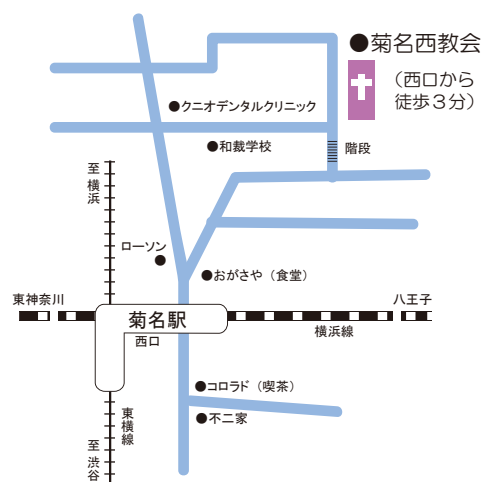 ●菊名西教会
（西口から
徒歩３分）
●クニオデンタルクリニック
●和裁学校
階段
至横浜
ローソン
●
●おがさや（食堂）
東神奈川
八王子
菊名駅
西口
横浜線
●コロラド（喫茶）
●不二家
東横線
至渋谷